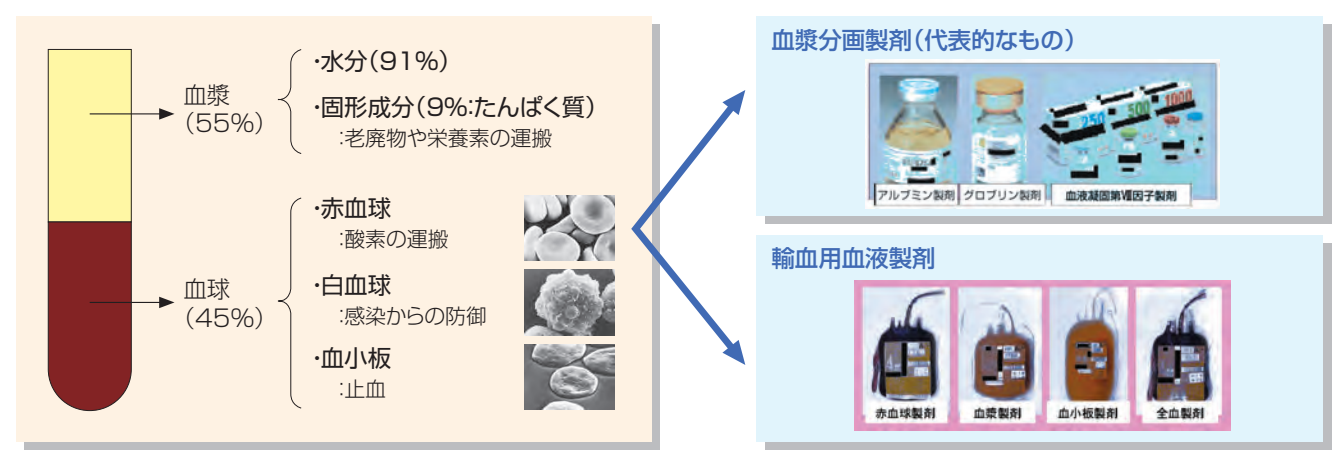 血漿
(55%)
・水分(91%)
・固形成分(9%:たんぱく質)
:老廃物や栄養素の運搬
血球
(45%)
・赤血球
:酸素の運搬
・白血球
:感染からの防御
・血小板
:止血
血漿分画製剤(代表的なもの)
250
500
1000
アルブミン製剤
グロブリン製剤
血液凝固第Ⅷ因子製剤
輸血用血液製剤
赤血球製剤
血漿製剤
血小板製剤
全血製剤